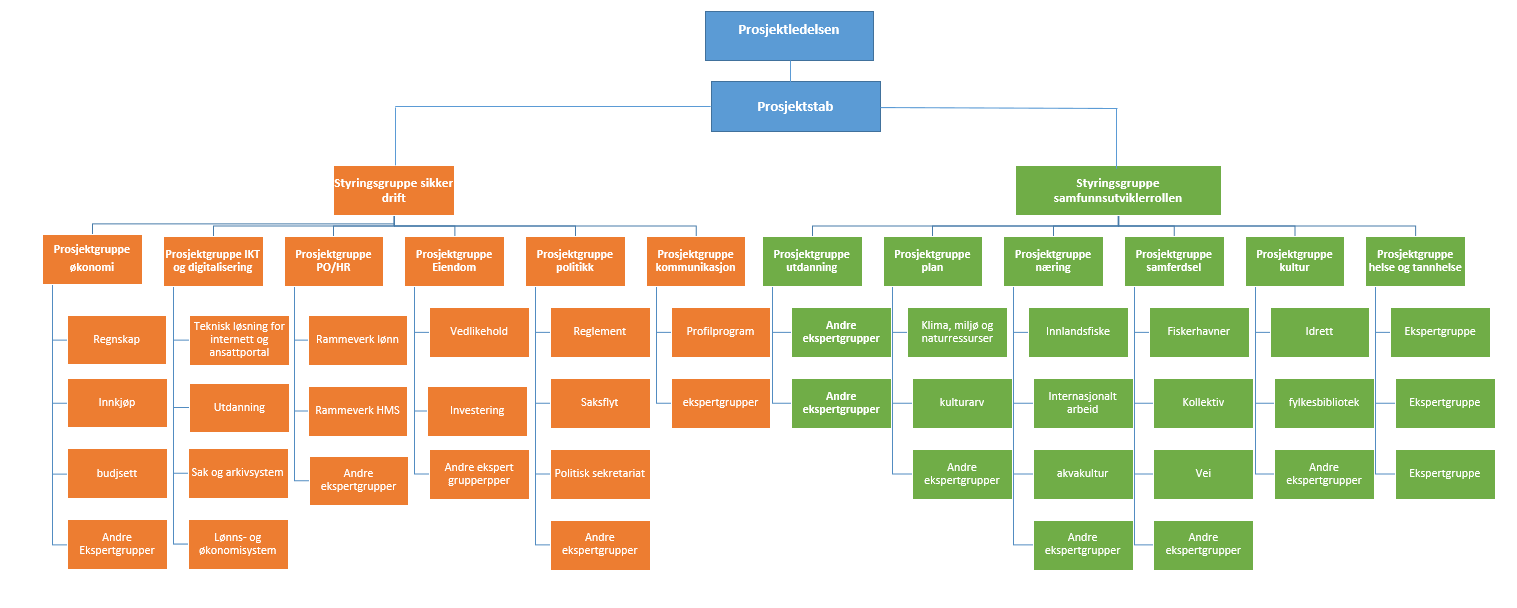 Prosjektledelsen
Prosjektstab
Styringsgruppe sikker
drift
Styringsgruppe
samfunnsutviklerrollen
Prosjektgruppe
økonomi
Prosjektgruppe IKT
og digitalisering
Prosjektgruppe
PO/HR
Prosjektgruppe
Eiendom
Prosjektgruppe
politikk
Prosjektgruppe
kommunikasjon
Prosjektgruppe
utdanning
Prosjektgruppe
plan
Prosjektgruppe
næring
Prosjektgruppe
samferdsel
Prosjektgruppe
kultur
Prosjektgruppe
helse og tannhelse
Regnskap
Innkjøp
budjsett
Andre
Ekspertgrupper
Teknisk løsning for
internett og
ansattportal
Utdanning
Sak og arkivsystem
Lønns- og
økonomisystem
Rammeverk lønn
Rammeverk HMS
Andre
ekspertgrupper
Vedlikehold
Investering
Andre ekspert
grupperpper
Reglement
Saksflyt
Politisk sekretariat
Andre
ekspertgrupper
Profilprogram
ekspertgrupper
Andre
ekspertgrupper
Andre
ekspertgrupper
Klima, miljø og
naturressurser
kulturarv
Andre
ekspertgrupper
Innlandsfiske
Internasjonalt
arbeid
akvakultur
Andre
ekspertgrupper
Fiskerhavner
Kollektiv
Vei
Andre
ekspertgrupper
Idrett
fylkesbibliotek
Andre
ekspertgrupper
Ekspertgruppe
Ekspertgruppe
Ekspertgruppe